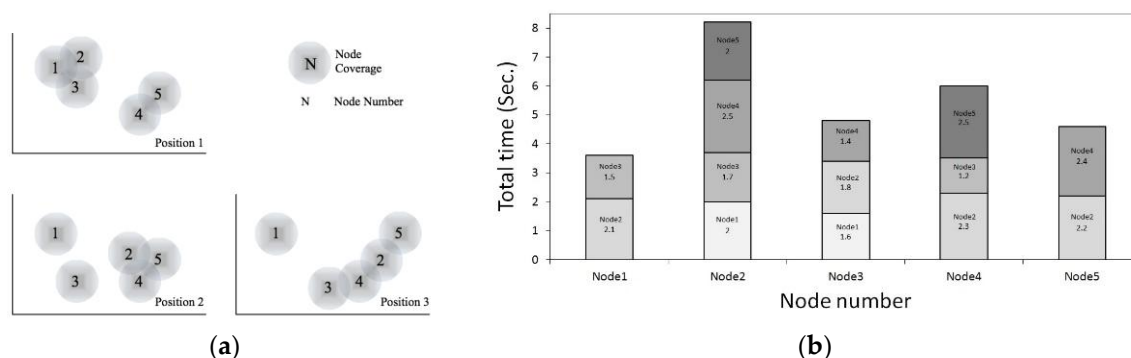 1
2
3
4
5
Position 1
N
Node
Coverage
N
Node Number
1
2
3
4
5
Position 2
1
5
2
4
3
Position 3
(a)
Total time (Sec.)
8
7
6
5
4
3
2
1
0
Node3
1.5
Node2
2.1
Node5
2
Node4
2.5
Node3
1.7
Node1
2
Node4
1.4
Node2
1.8
Node1
1.6
Node5
2.5
Node3
1.2
Node2
2.3
Node4
2.4
Node2
2.2
Node1
Node2
Node3
Node4
Node5
Node number
(b)